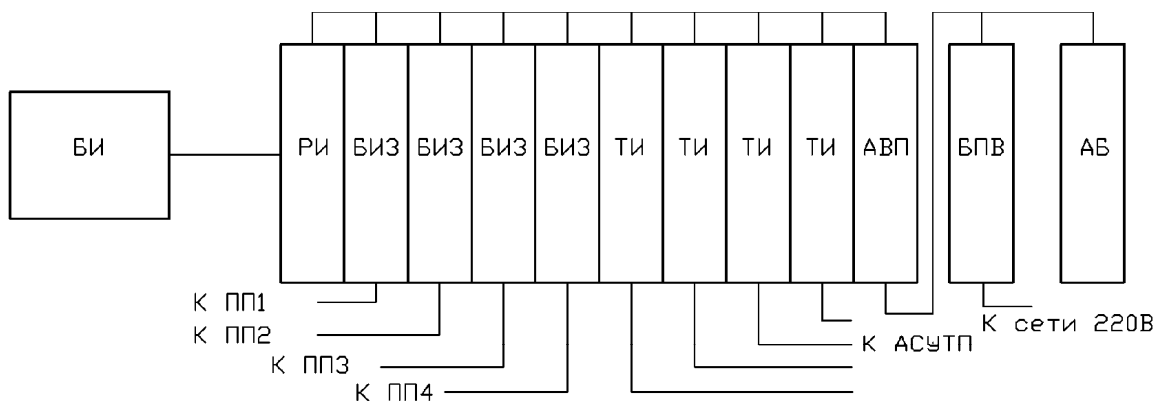 БИ
РИ БИЗ БИЗ БИЗ БИЗ ТИ ТИ ТИ ТИ АВП БПВ АБ
К ПП1
К ПП2
К ПП3
К ПП4
К АСУТП
К сети 220В